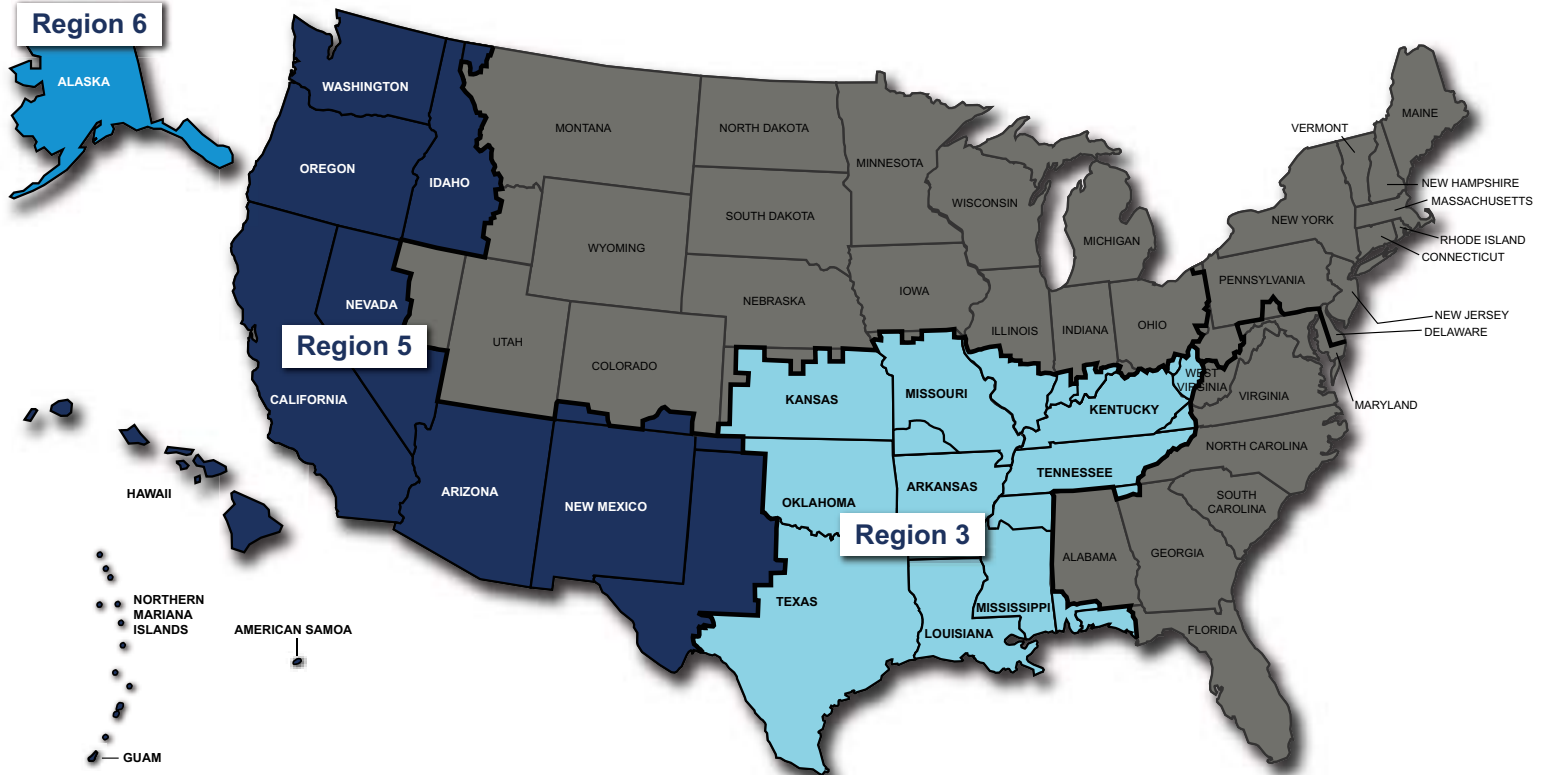 Region 6
ALASKA
WASHINGTON
OREGON
IDAHO
MONTANA
NORTH DAKOTA
MINNESOTA
SOUTH DAKOTA
WISCONSIN
MICHIGAN
WYOMING
NEBRASKA
IOWA
ILLINOIS
INDIANA
OHIO
PENNSYLVANIA
NEW YORK
VERMONT
MAINE
NEW HAMPSHIRE
MASSACHUSETTS
RHODE ISLAND
CONNECTICUT
NEW JERSEY
DELAWARE
MARYLAND
NEVADA
Region 5
CALIFORNIA
UTAH
COLORADO
KANSAS
MISSOURI
KENTUCKY
WEST
VIRGINIA
VIRGINIA
NORTH CAROLINA
TENNESSEE
SOUTH
CAROLINA
ARIZONA
NEW MEXICO
OKLAHOMA
ARKANSAS
Region 3
TEXAS
LOUISIANA
MISSISSIPPI
ALABAMA
GEORGIA
FLORIDA
HAWAII
NORTHERN
MARIANA
ISLANDS
AMERICAN SAMOA
GUAM